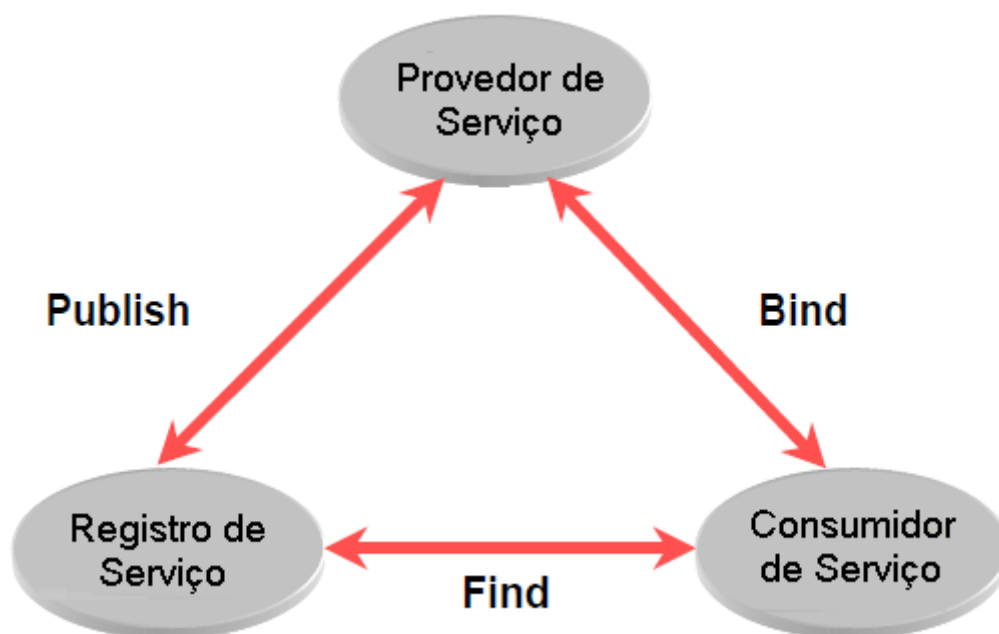 Provedor de
Serviço
Publish
Bind
Registro de
Serviço
Consumidor
de Serviço
Find